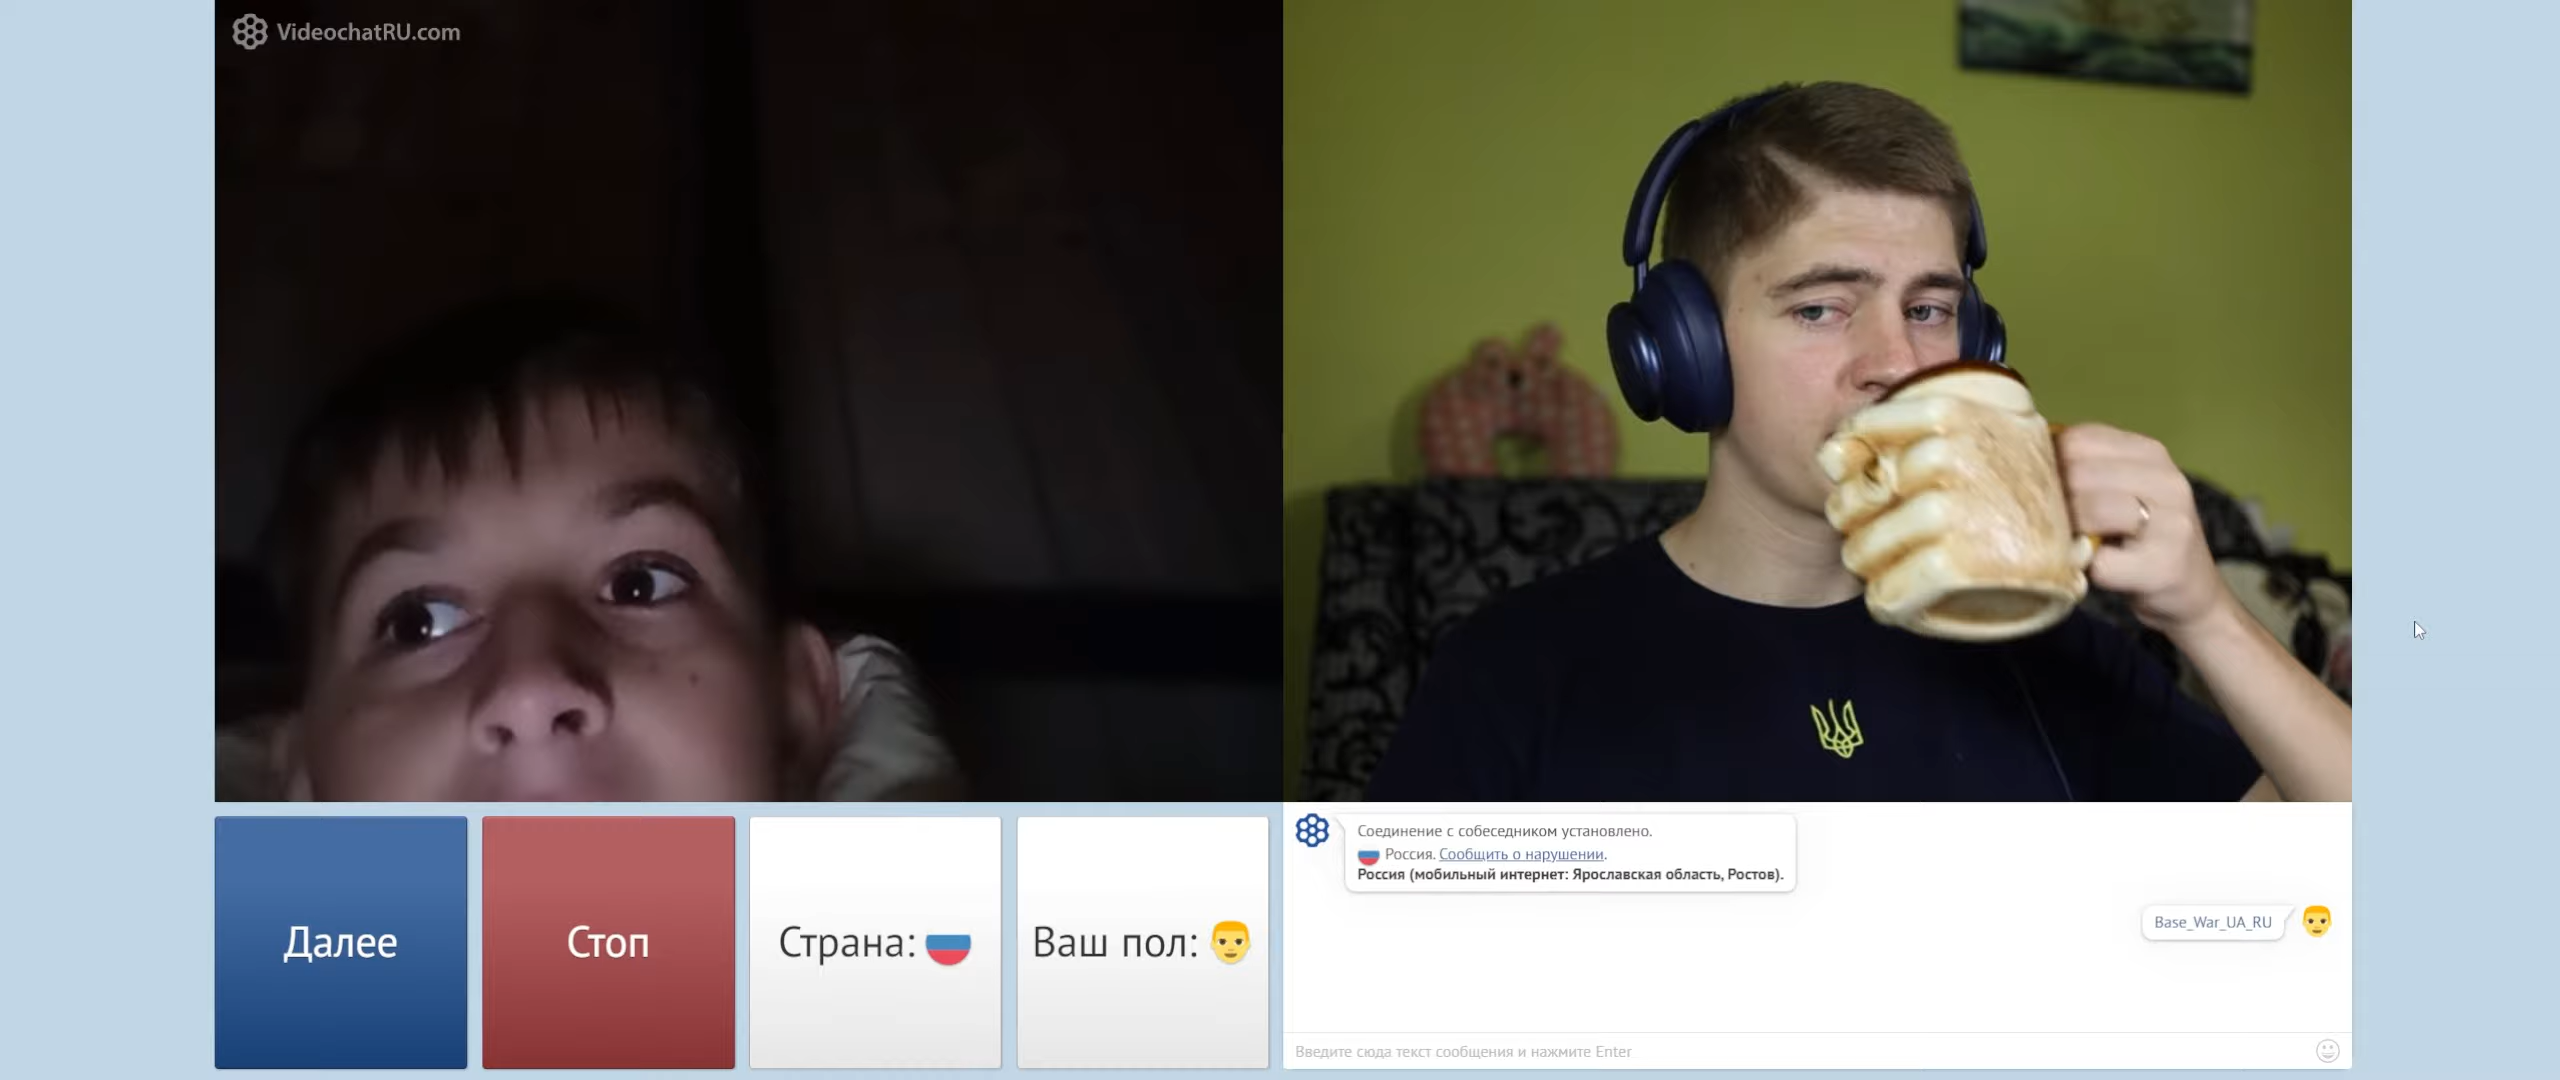 VideochatRU.com
Далее
Стоп
Страна:
Ваш пол:
Соединение с собеседником установлено.
Россия. Сообщить о нарушении.
Россия (мобильный интернет: Ярославская область, Ростов).
Base_War_UA_RU
Введите сюда текст сообщения и нажмите Enter